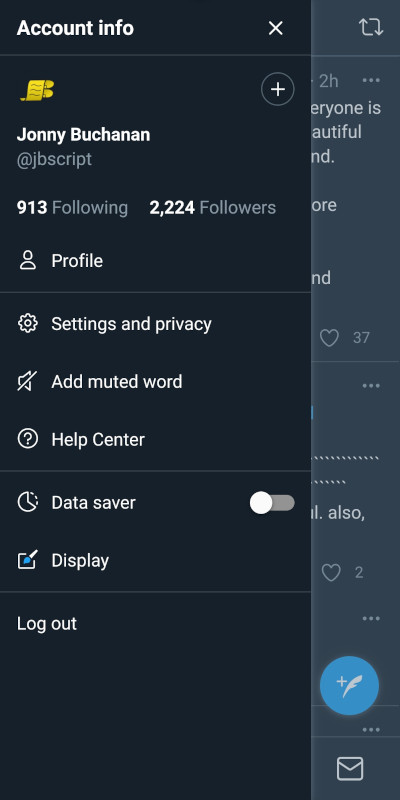 Account info
Jonny Buchanan
@jbscript
913 Following 2,224 Followers
Profile
Settings and privacy
Add muted word
Help Center
Data saver
Display
Log out
2h
eryone is
autiful
nd.
ore
nd
37
l. also,
2